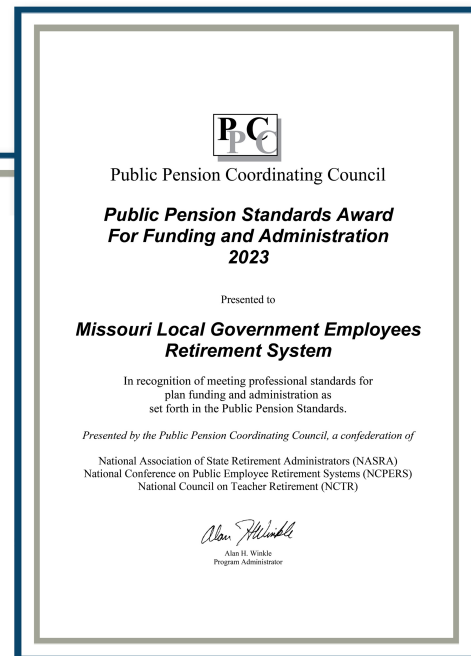 PPCC
Public Pension Coordinating Council
Public Pension Standards Award
For Funding and Administration
2023
Presented to
Missouri Local Government Employees
Retirement System
In recognition of meeting professional standards for
plan funding and administration as
set forth in the Public Pension Standards.
Presented by the Public Pension Coordinating Council, a confederation of
National Association of State Retirement Administrators (NASRA)
National Conference on Public Employee Retirement Systems (NCPERS)
National Council on Teacher Retirement (NCTR)
Alan H Winkle
Alan H. Winkle
Program Administrator